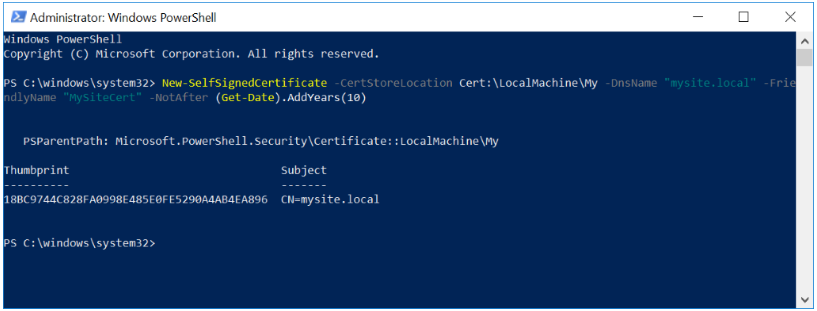 Administrator: Windows PowerShell
Windows PowerShell
Copyright (C) Microsoft Corporation. All rights reserved.
PS C:\windows\system32> New-SelfSignedCertificate -CertStoreLocation Cert:\LocalMachine\My -DnsName "mysite.local" -Frie
ndlyName "MySiteCert" -NotAfter (Get-Date).AddYears(10)
PSParentPath: Microsoft.PowerShell.Security\Certificate::LocalMachine\My
Thumbprint Subject
---------- -------
18BC9744C828FA0998E485E0FE5290A4AB4EA896 CN=mysite.local
PS C:\windows\system32>